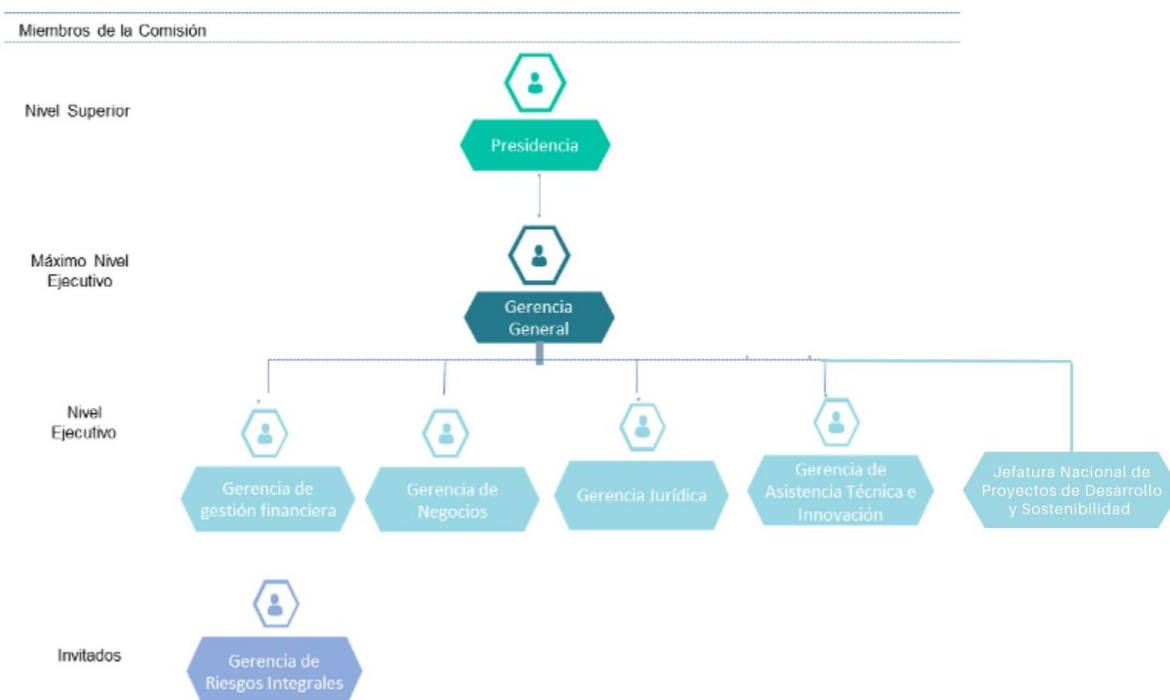 Miembros de la Comisión
Nivel Superior
Presidencia
Máximo Nivel
Ejecutivo
Gerencia
General
Nivel
Ejecutivo
Gerencia de
gestión financiera
Gerencia de
Negocios
Gerencia Jurídica
Gerencia de
Asistencia Técnica e
Innovación
Jefatura Nacional de
Proyectos de Desarrollo
y Sostenibilidad
Invitados
Gerencia de
Riesgos Integrales